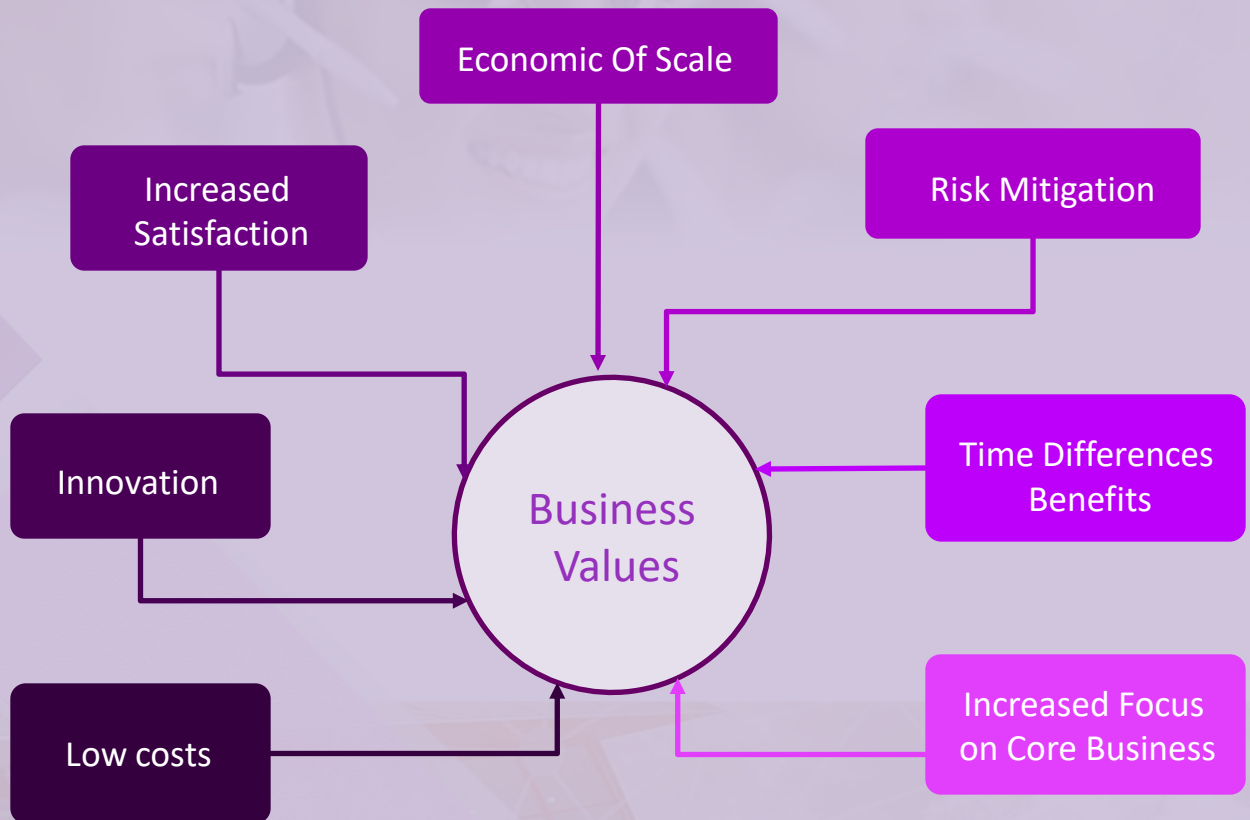 Economic Of Scale
Increased
Satisfaction
Risk Mitigation
Innovation
Time Differences
Benefits
Business
Values
Low costs
Increased Focus
on Core Business